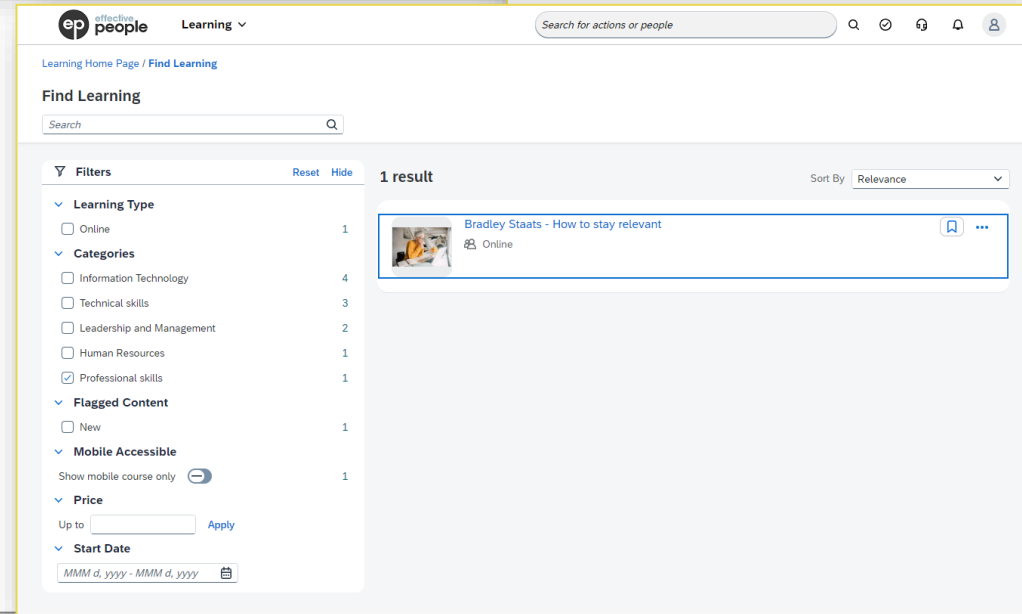 ep effective people
Learning
Search for actions or people
Learning Home Page / Find Learning
Find Learning
Search
Filters
Reset
Hide
Learning Type
Online 1
Categories
Information Technology 4
Technical skills 3
Leadership and Management 2
Human Resources 1
Professional skills 1
Flagged Content
New 1
Mobile Accessible
Show mobile course only 1
Price
Up to
Apply
Start Date
MMM d, yyyy - MMM d, yyyy
1 result
Sort By Relevance
Bradley Staats - How to stay relevant
Online